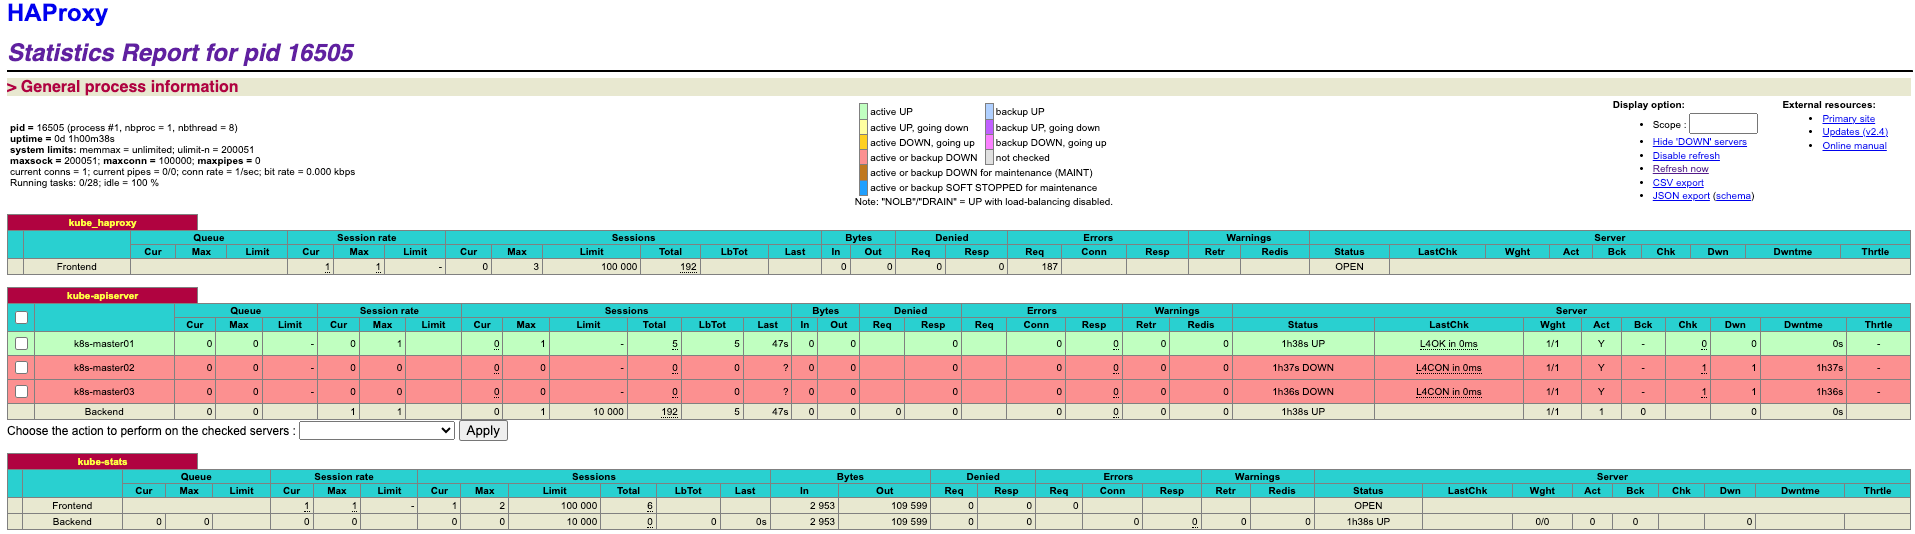 HAProxy
Statistics Report for pid 16505
> General process information
pid = 16505 (process #1, nbproc = 1, nbthread = 8)
uptime = 0d 1h00m38s
system limits: memmax = unlimited; ulimit-n = 200051
maxsock = 200051; maxconn = 100000; maxpipes = 0
current conns = 1; current pipes = 0/0; conn rate = 1/sec; bit rate = 0.000 kbps
Running tasks: 0/28; idle = 100 %
active UP backup UP
active UP, going down backup UP, going down
active DOWN, going up backup DOWN, going up
active or backup DOWN not checked
active or backup DOWN for maintenance (MAINT)
active or backup SOFT STOPPED for maintenance
Note: "NOLB"/"DRAIN" = UP with load-balancing disabled.
Display option:
• Scope :
• Hide 'DOWN' servers
• Disable refresh
• Refresh now
• CSV export
• JSON export (schema)
External resources:
• Primary site
• Updates (v2.4)
• Online manual
kube_haproxy
Queue Session rate Sessions Bytes Denied Errors Warnings Server
Cur Max Limit Cur Max Limit Cur Max Limit Total LbTot Last In Out Req Resp Req Conn Resp Retr Redis Status LastChk Wght Act Bck Chk Dwn Dwntme Thrtle
Frontend 1 1 - 0 3 100 000 192 0 0 0 0 187 OPEN
kube-apiserver
Queue Session rate Sessions Bytes Denied Errors Warnings Server
Cur Max Limit Cur Max Limit Cur Max Limit Total LbTot Last In Out Req Resp Req Conn Resp Retr Redis Status LastChk Wght Act Bck Chk Dwn Dwntme Thrtle
k8s-master01 0 0 - 0 1 0 1 - 5 5 47s 0 0 0 0 0 0 0 1h38s UP L4OK in 0ms 1/1 Y - 0 0 0s -
k8s-master02 0 0 - 0 0 0 0 - 0 0 ? 0 0 0 0 0 0 0 1h37s DOWN L4CON in 0ms 1/1 Y - 1 1 1h37s -
k8s-master03 0 0 - 0 0 0 0 - 0 0 ? 0 0 0 0 0 0 0 1h36s DOWN L4CON in 0ms 1/1 Y - 1 1 1h36s -
Backend 0 0 1 1 0 1 10 000 192 5 47s 0 0 0 0 0 0 0 0 1h38s UP 1/1 1 0 0 0s
Choose the action to perform on the checked servers : Apply
kube-stats
Queue Session rate Sessions Bytes Denied Errors Warnings Server
Cur Max Limit Cur Max Limit Cur Max Limit Total LbTot Last In Out Req Resp Req Conn Resp Retr Redis Status LastChk Wght Act Bck Chk Dwn Dwntme Thrtle
Frontend 1 1 - 1 2 100 000 6 2 953 109 599 0 0 0 OPEN
Backend 0 0 0 0 0 0 10 000 0 0 0s 2 953 109 599 0 0 0 0 0 0 1h38s UP 0/0 0 0 0